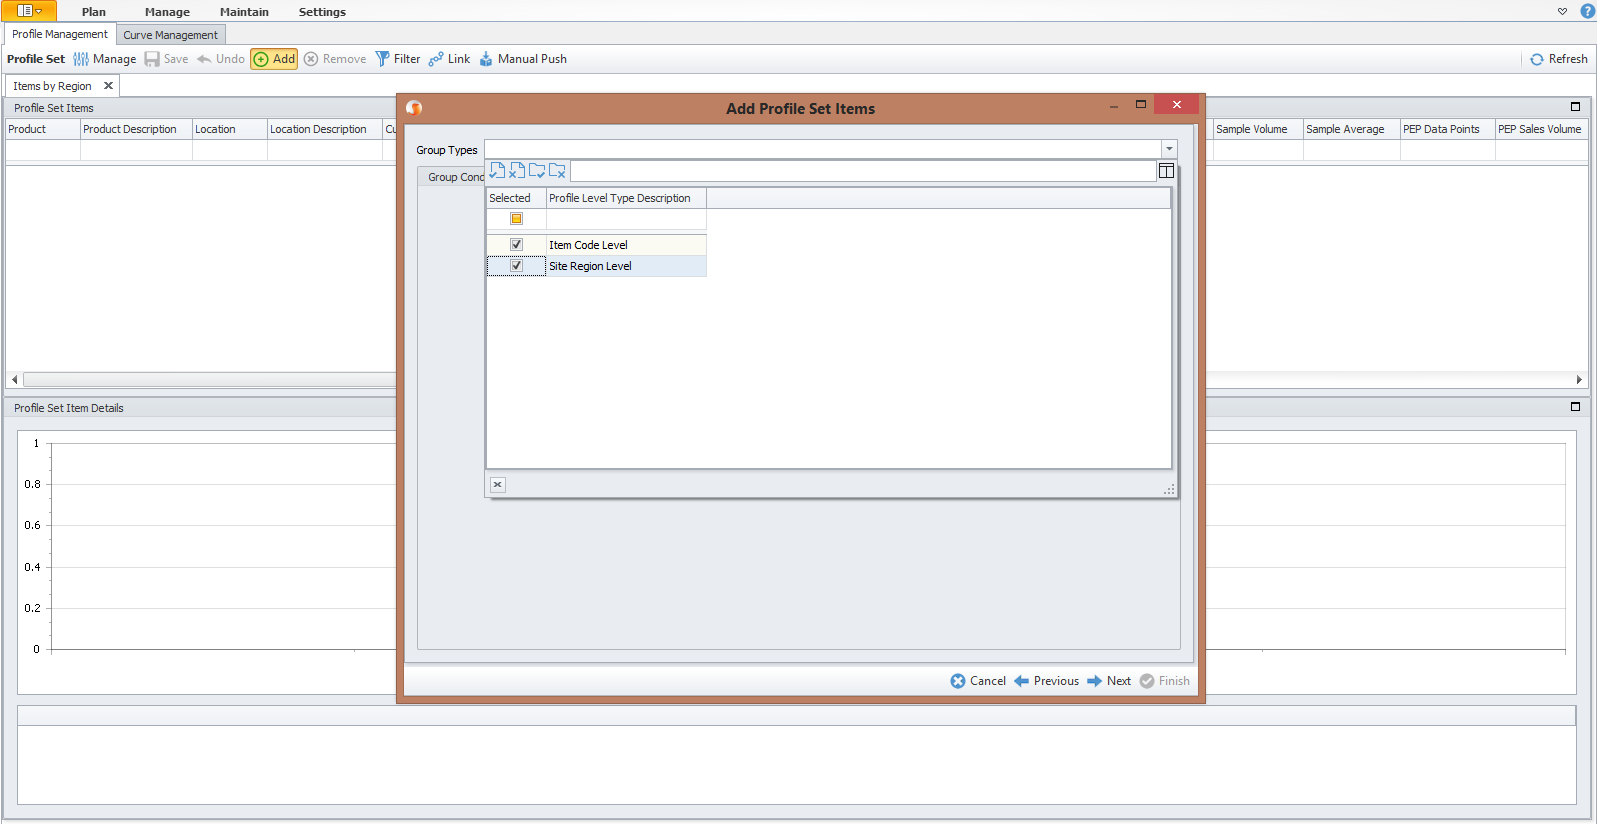 Plan Manage Maintain Settings
Profile Management Curve Management
Profile Set Manage Save Undo Add Remove Filter Link Manual Push Refresh
Items by Region
Profile Set Items
Add Profile Set Items
Product Product Description Location Location Description Cu Sample Volume Sample Average PEP Data Points PEP Sales Volume
Group Types
Group Cond
Selected Profile Level Type Description
Item Code Level
Site Region Level
Profile Set Item Details
1
0.8
0.6
0.4
0.2
0
Cancel Previous Next Finish